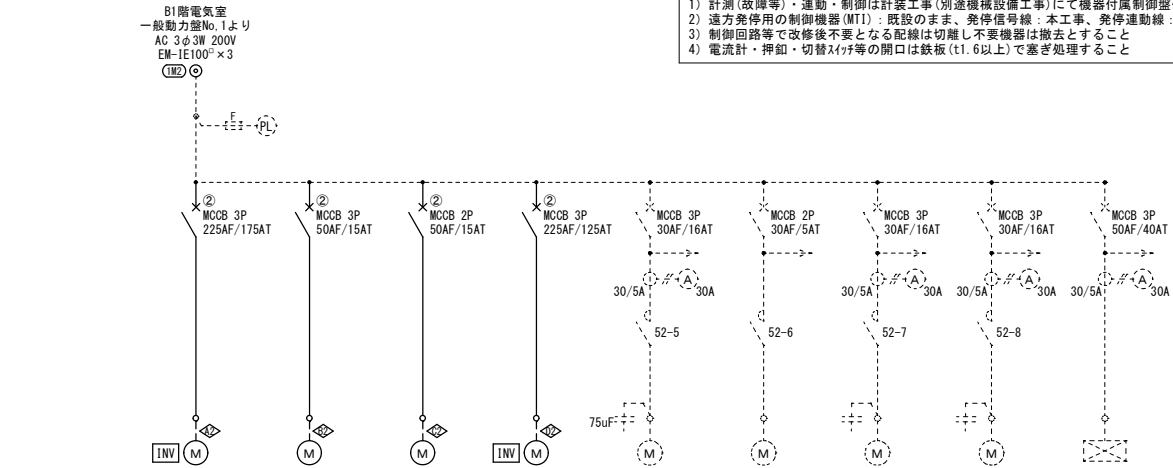 1) 計測(故障等)・連動・制御は計装工事(別途機械設備工事)にて機器付属制御盤
2) 遠方発停用の制御機器(MTI)：既設のまま、発停信号線：本工事、発停連動線：
3) 制御回路等で改修後不要となる配線は切離し不要機器は撤去とすること
4) 電流計・押釦・切替スイッチ等の開口は鉄板(t1.6以上)で塞ぎ処理すること
B1階電気室
一般動力盤No.1より
AC 3φ3W 200V
EM-IE100□×3
1M2
F
PL
②
MCCB 3P
225AF/175AT
②
MCCB 3P
50AF/15AT
②
MCCB 2P
50AF/15AT
②
MCCB 3P
225AF/125AT
MCCB 3P
30AF/16AT
MCCB 2P
30AF/5AT
MCCB 3P
30AF/16AT
MCCB 3P
30AF/16AT
MCCB 3P
50AF/40AT
30/5A A 30A
30/5A A 30A
30/5A A 30A
30/5A A 30A
52-5
52-6
52-7
52-8
75uF
A2
B2
C2
D2
INV M
M
M
INV M
M
M
M
M